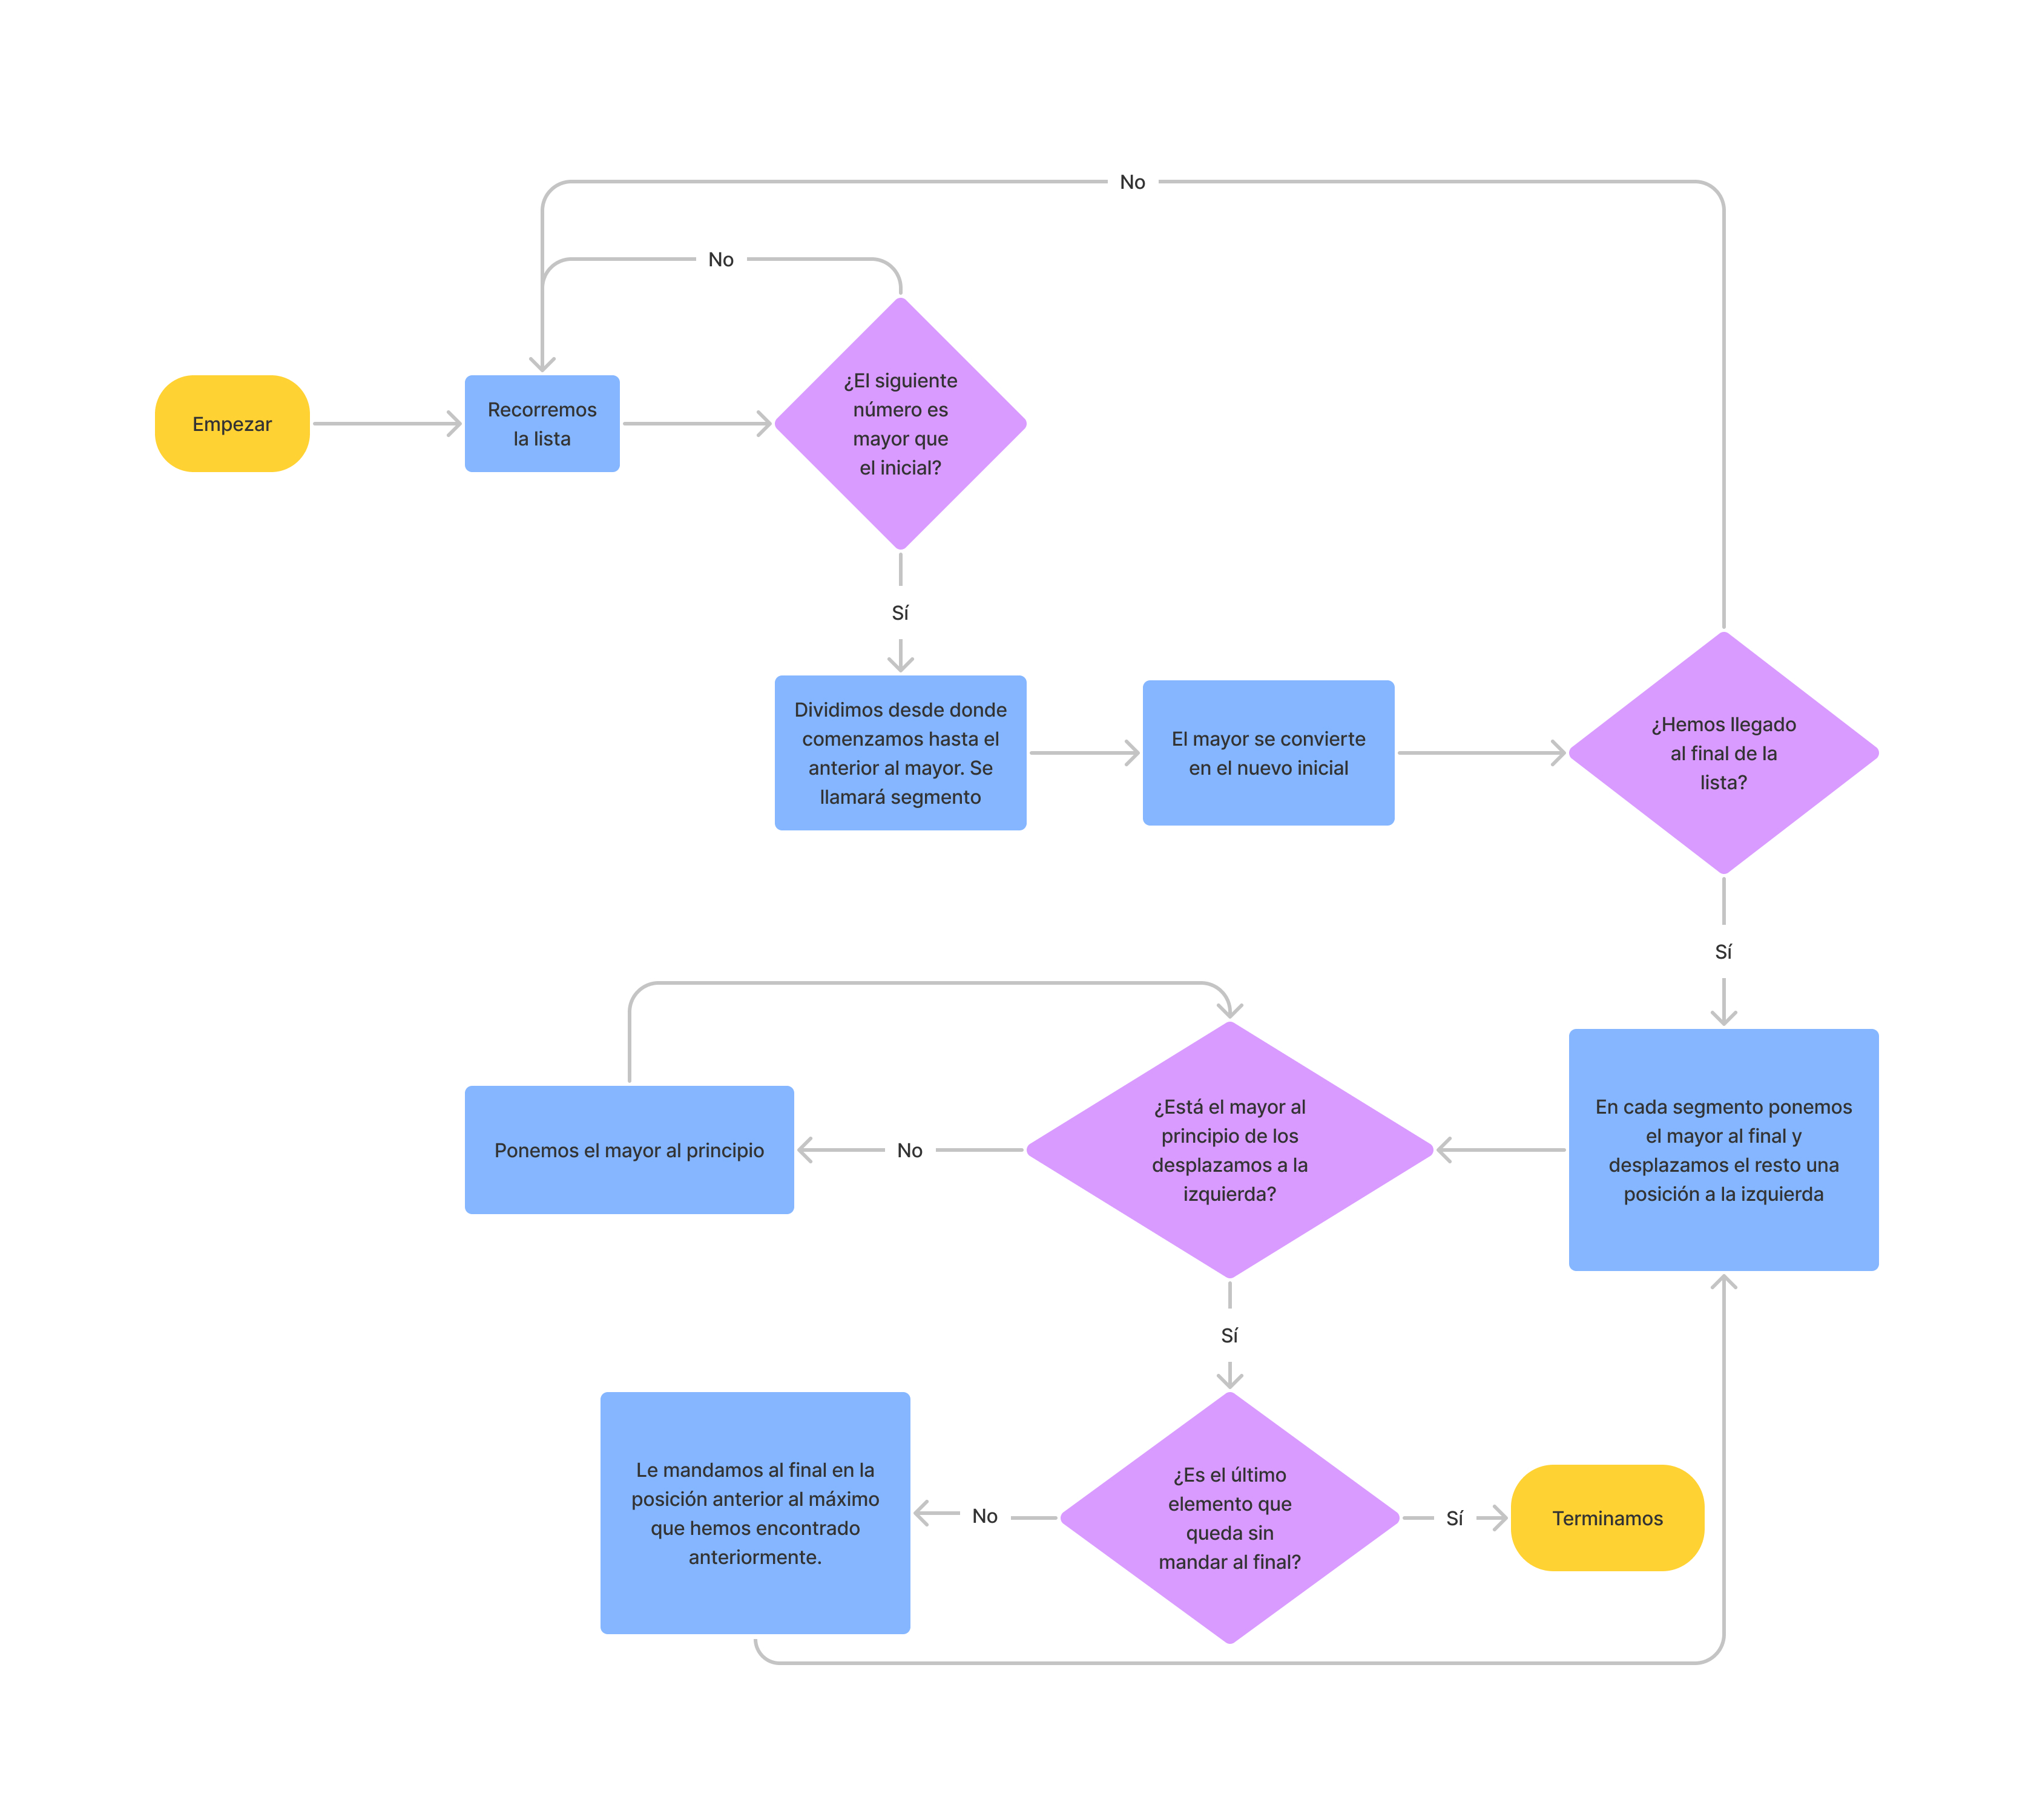 No
No
Empezar
Recorremos
la lista
¿El siguiente
número es
mayor que
el inicial?
Sí
Dividimos desde donde
comenzamos hasta el
anterior al mayor. Se
llamará segmento
El mayor se convierte
en el nuevo inicial
¿Hemos llegado
al final de la
lista?
Sí
En cada segmento ponemos
el mayor al final y
desplazamos el resto una
posición a la izquierda
¿Está el mayor al
principio de los
desplazamos a la
izquierda?
No
Ponemos el mayor al principio
Sí
¿Es el último
elemento que
queda sin
mandar al final?
No
Le mandamos al final en la
posición anterior al máximo
que hemos encontrado
anteriormente.
Sí
Terminamos